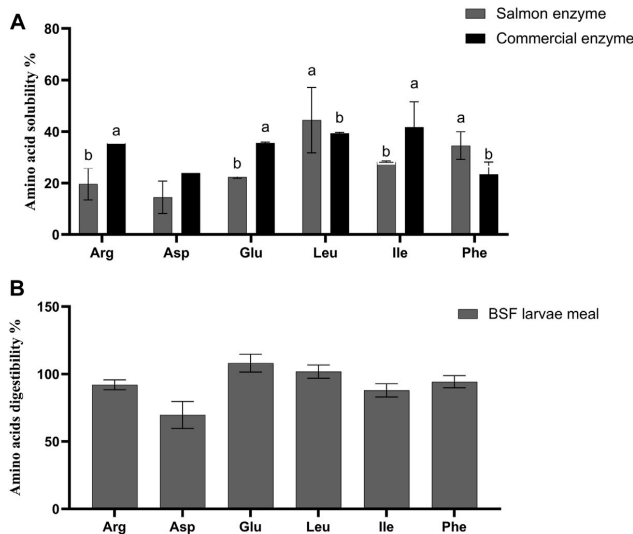 A
Salmon enzyme
Commercial enzyme
Amino acid solubility %
80
60
40
20
0
b
a
b
a
a
b
b
a
a
b
Arg
Asp
Glu
Leu
Ile
Phe
B
BSF larvae meal
Amino acids digestibility %
150
100
50
0
Arg
Asp
Glu
Leu
Ile
Phe